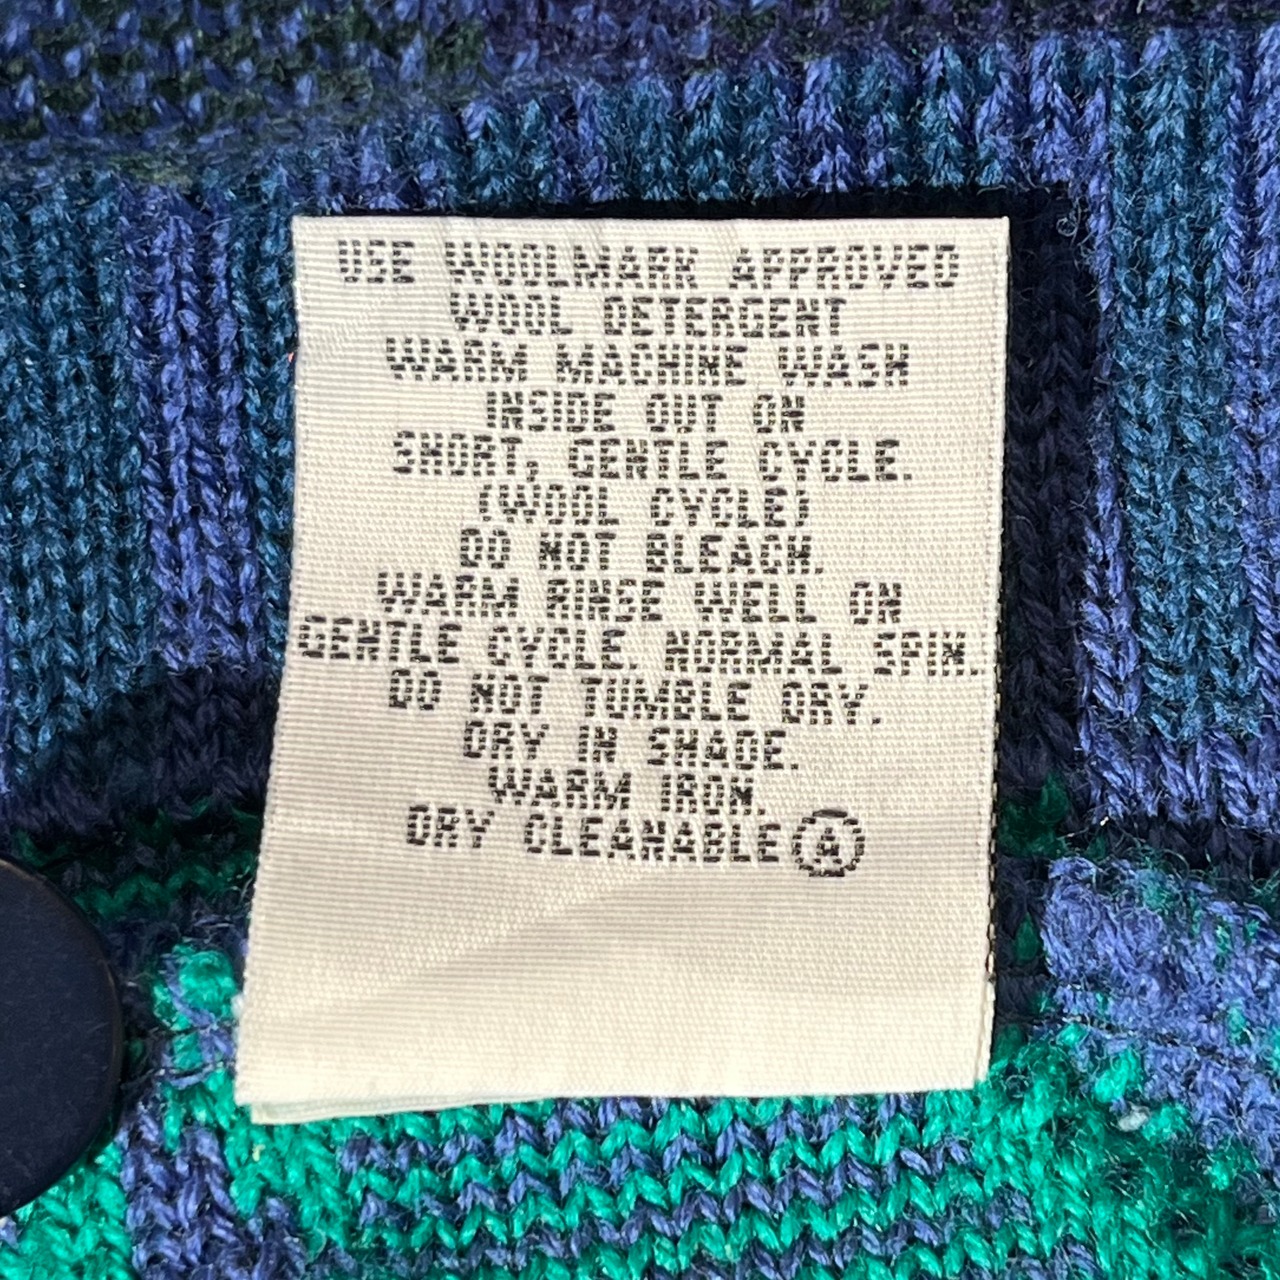 USE WOOLMARK APPROVED
WOOL DETERGENT
WARM MACHINE WASH
INSIDE OUT ON
SHORT, GENTLE CYCLE.
(WOOL CYCLE)
DO NOT BLEACH.
WARM RINSE WELL ON
GENTLE CYCLE. NORMAL SPIN.
DO NOT TUMBLE DRY.
DRY IN SHADE.
WARM IRON.
DRY CLEANABLE Ⓐ